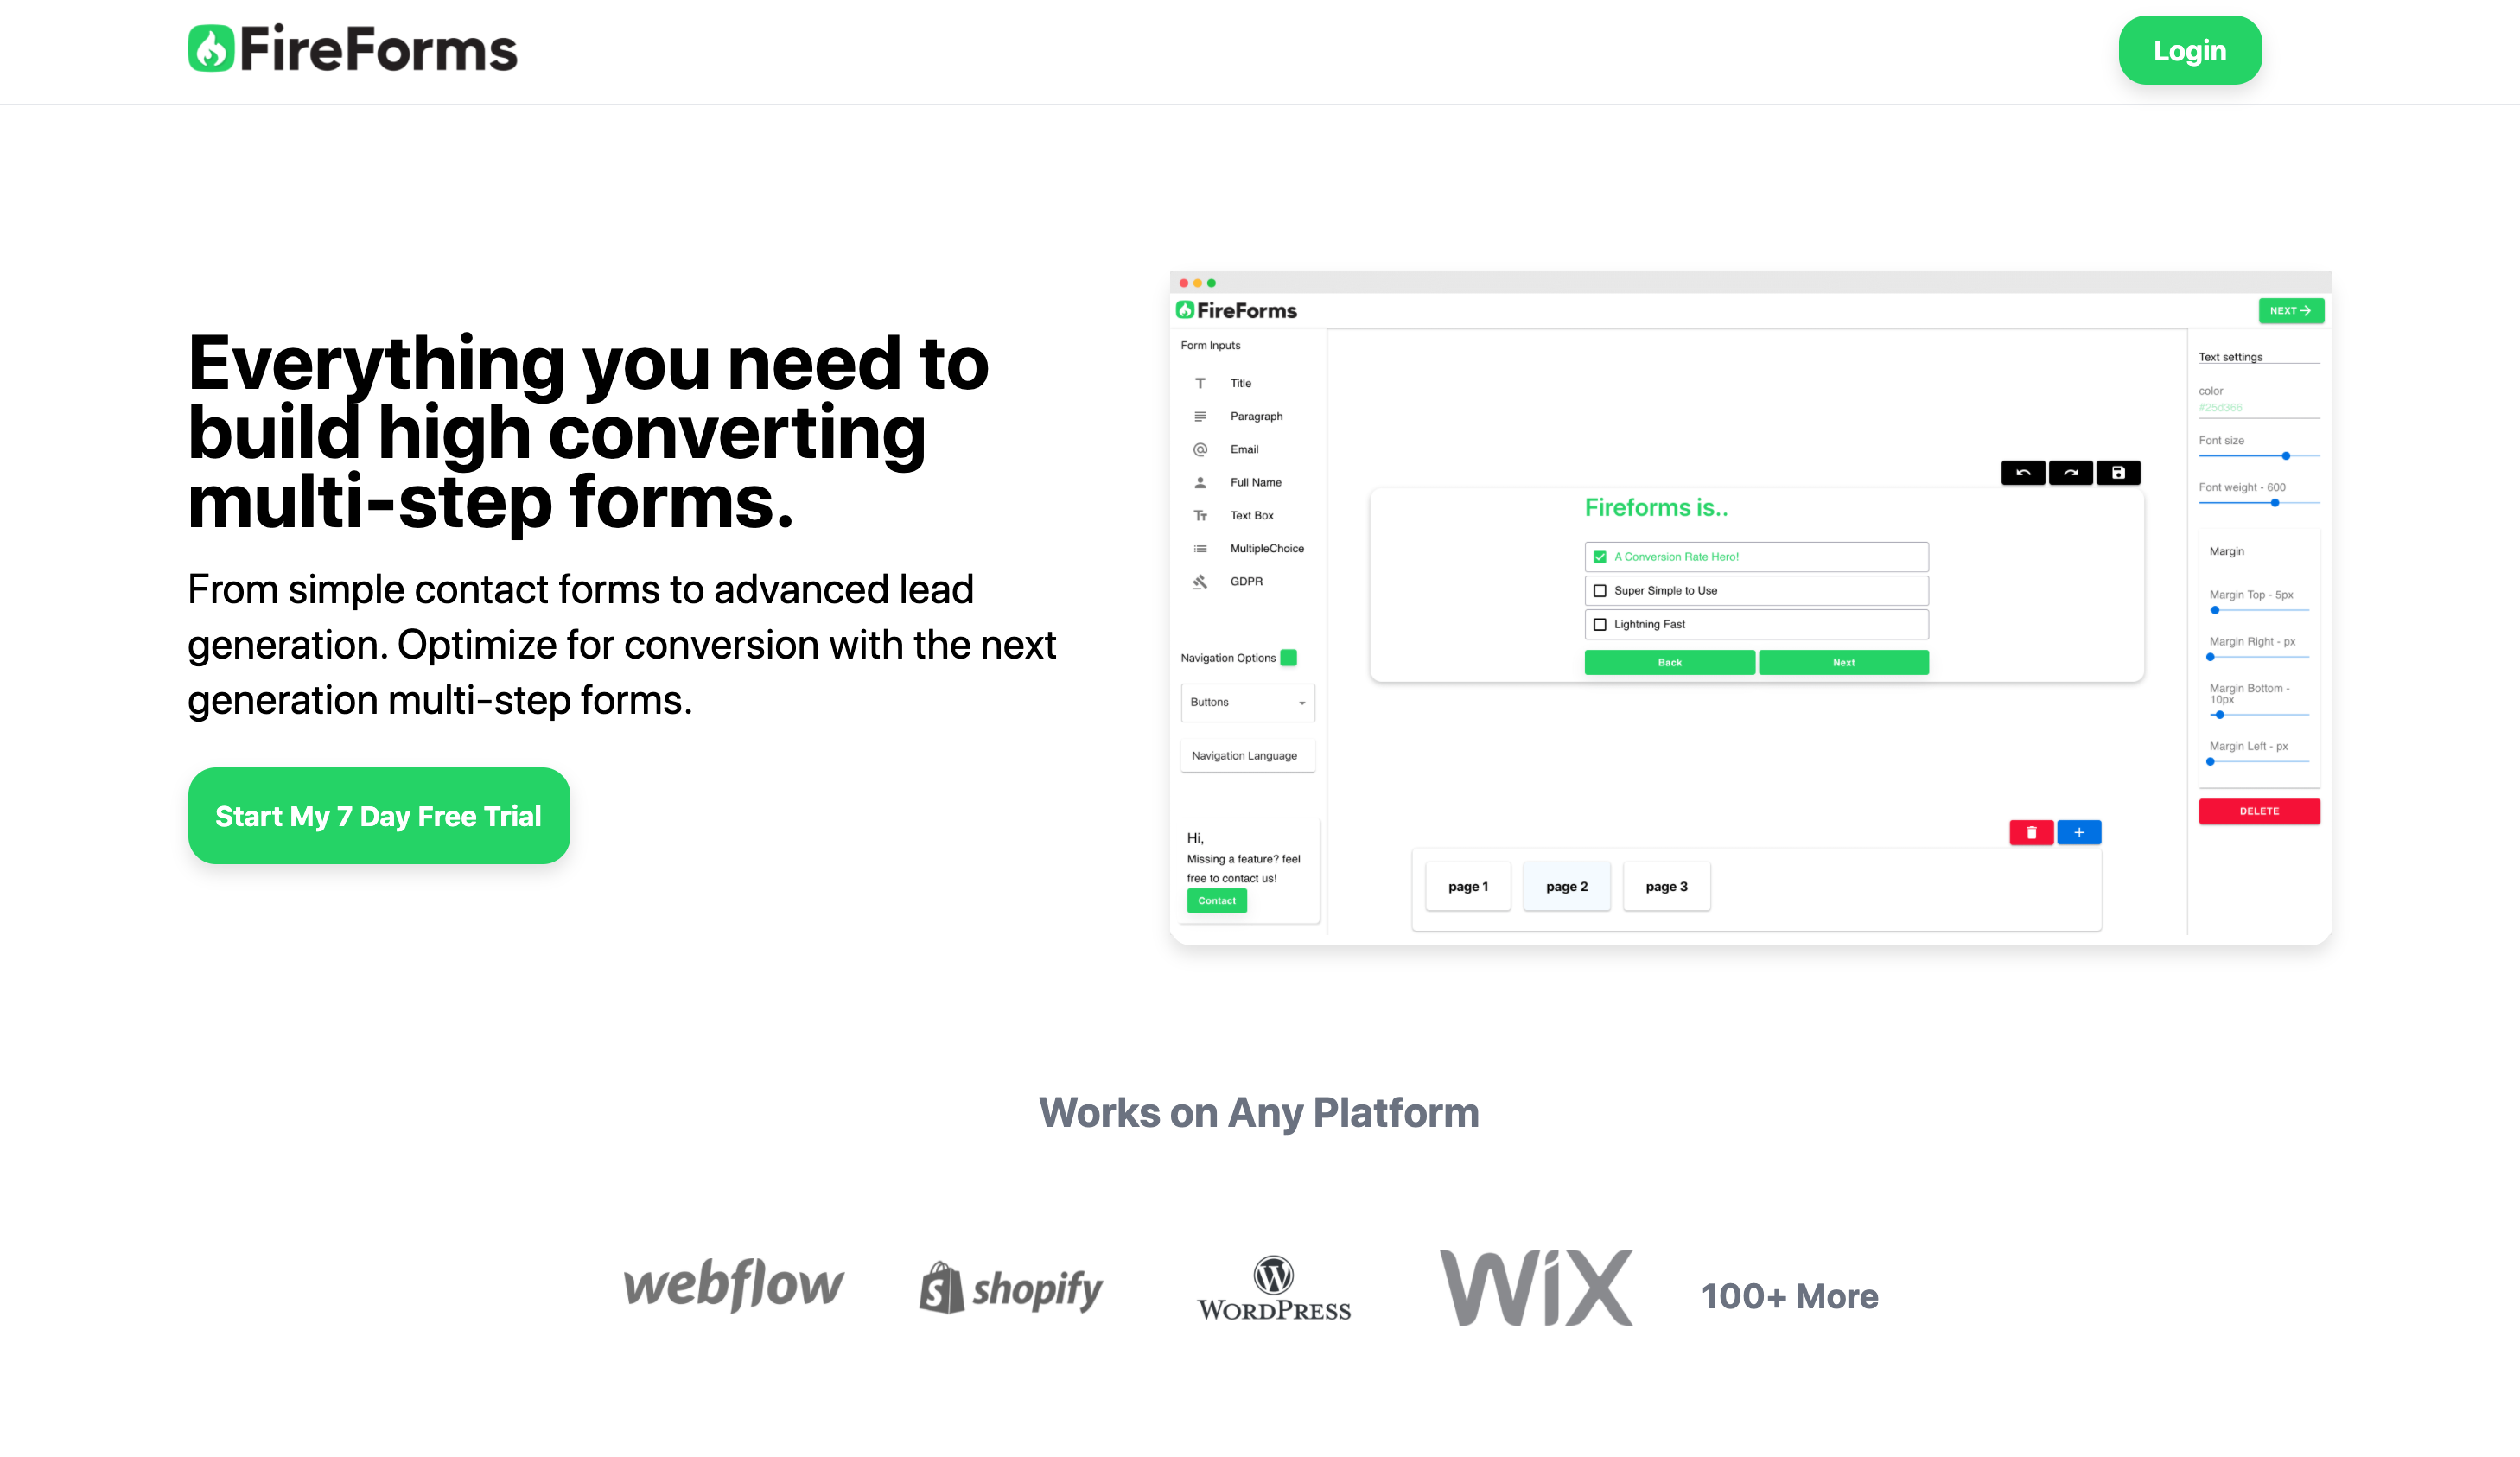 FireForms
Login
Everything you need to
build high converting
multi-step forms.
From simple contact forms to advanced lead
generation. Optimize for conversion with the next
generation multi-step forms.
Start My 7 Day Free Trial
FireForms
NEXT
Form Inputs
Title
Paragraph
Email
Full Name
Text Box
MultipleChoice
GDPR
Navigation Options
Buttons
Navigation Language
Hi,
Missing a feature? feel
free to contact us!
Contact
Fireforms is..
A Conversion Rate Hero!
Super Simple to Use
Lightning Fast
Back
Next
page 1
page 2
page 3
Text settings
color
#25d366
Font size
Font weight - 600
Margin
Margin Top - 5px
Margin Right - px
Margin Bottom -
10px
Margin Left - px
DELETE
Works on Any Platform
webflow
shopify
WORDPRESS
WiX
100+ More